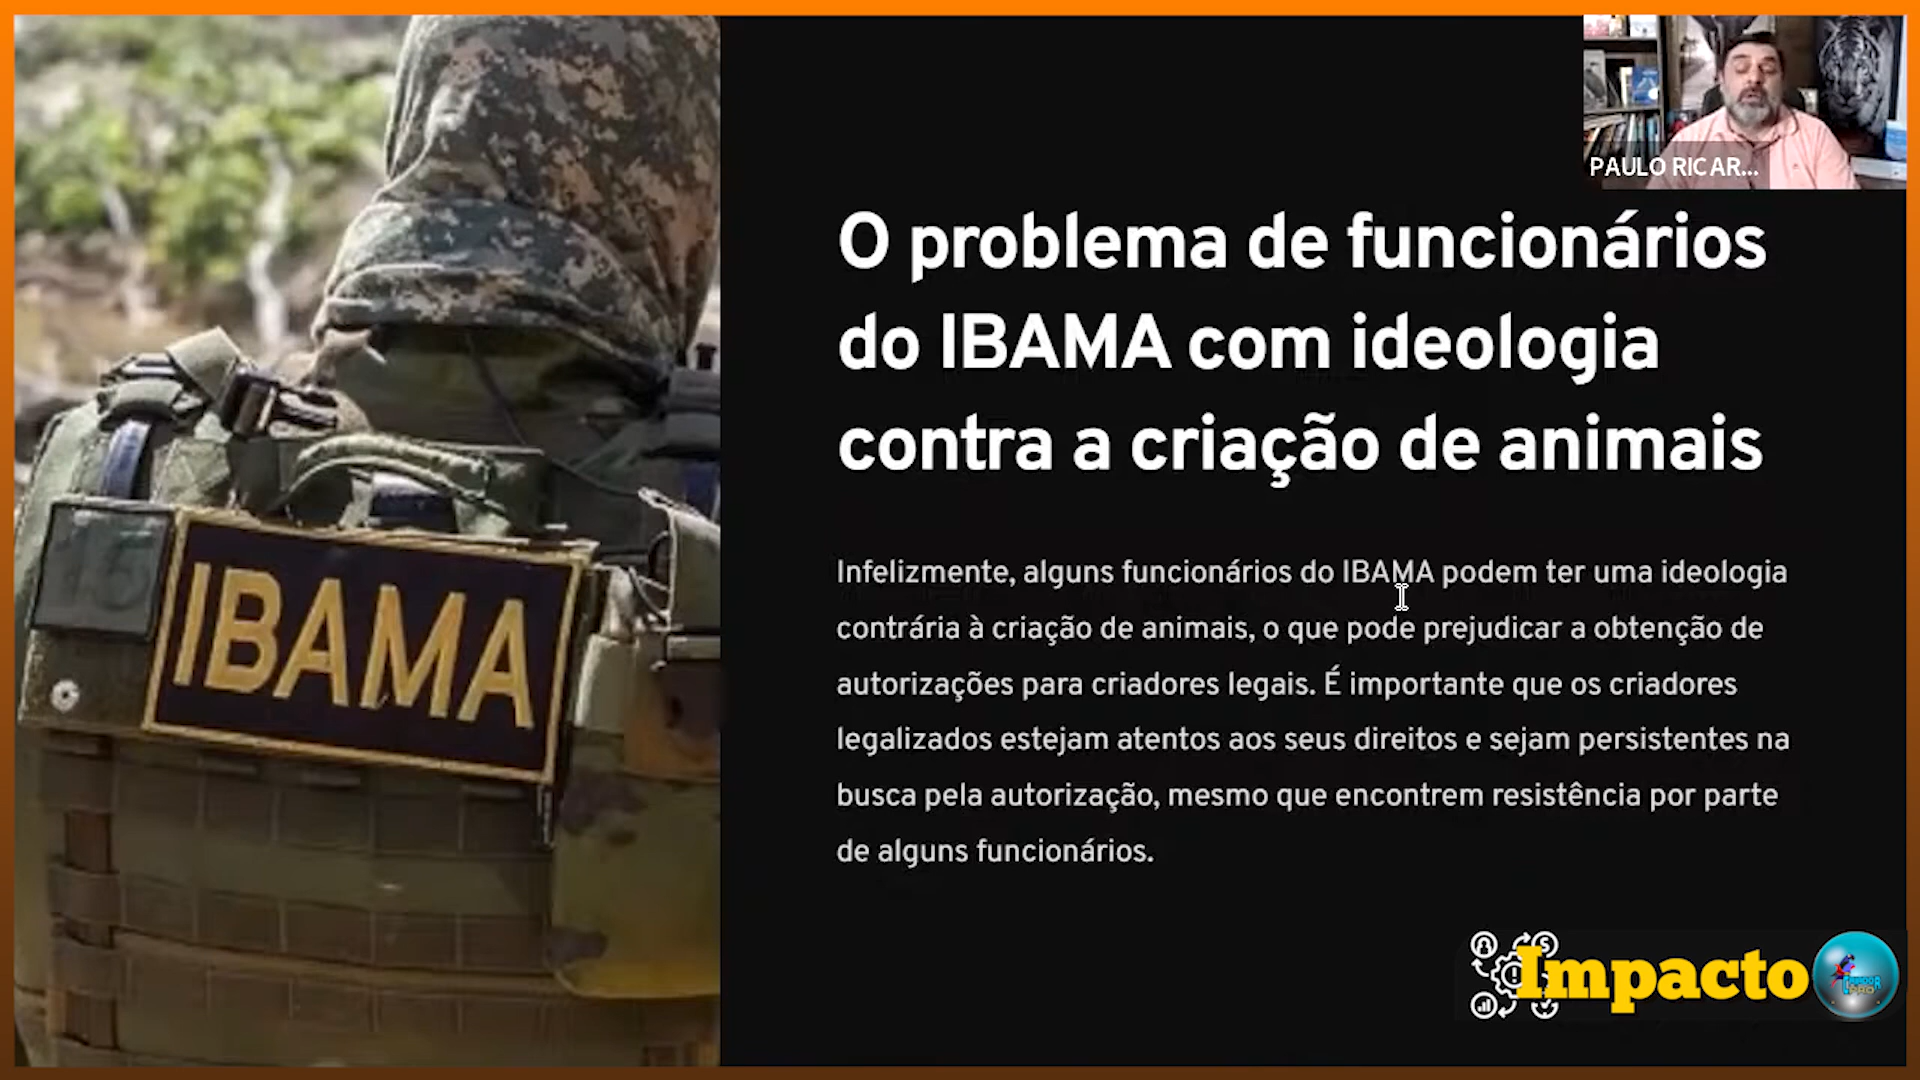 PAULO RICAR...
O problema de funcionários
do IBAMA com ideologia
contra a criação de animais
Infelizmente, alguns funcionários do IBAMA podem ter uma ideologia
contrária à criação de animais, o que pode prejudicar a obtenção de
autorizações para criadores legais. É importante que os criadores
legalizados estejam atentos aos seus direitos e sejam persistentes na
busca pela autorização, mesmo que encontrem resistência por parte
de alguns funcionários.
IBAMA
Impacto